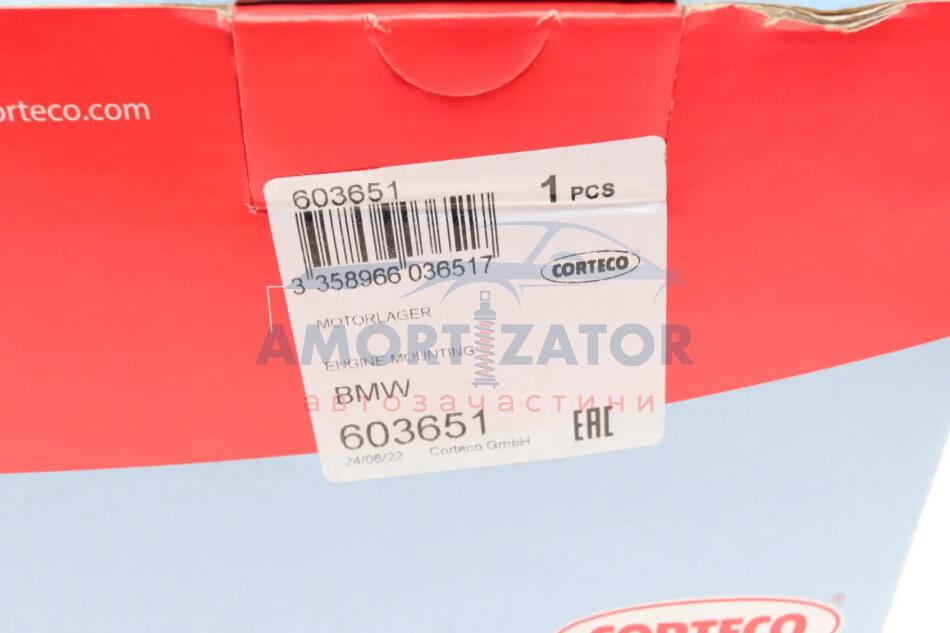 orteco.com
603651
1 PCS
3 358966 036517
CORTECO
MOTORLAGER
AMORTIZATOR
ENGINE MOUNTING
BMW
автозапчастини
603651
EAC
24/06/22 Corteco GmbH
CORTECO